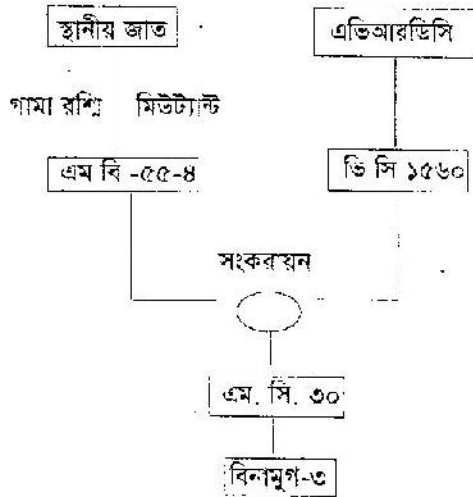 স্থানীয় জাত
এভিআরডিসি
গামা রশ্মি মিউট্যান্ট
এম বি -৫৫-৪
ভি সি ১৫৬০
সংকরায়ন
এম. সি. ৩০
বিনামুগ-৩